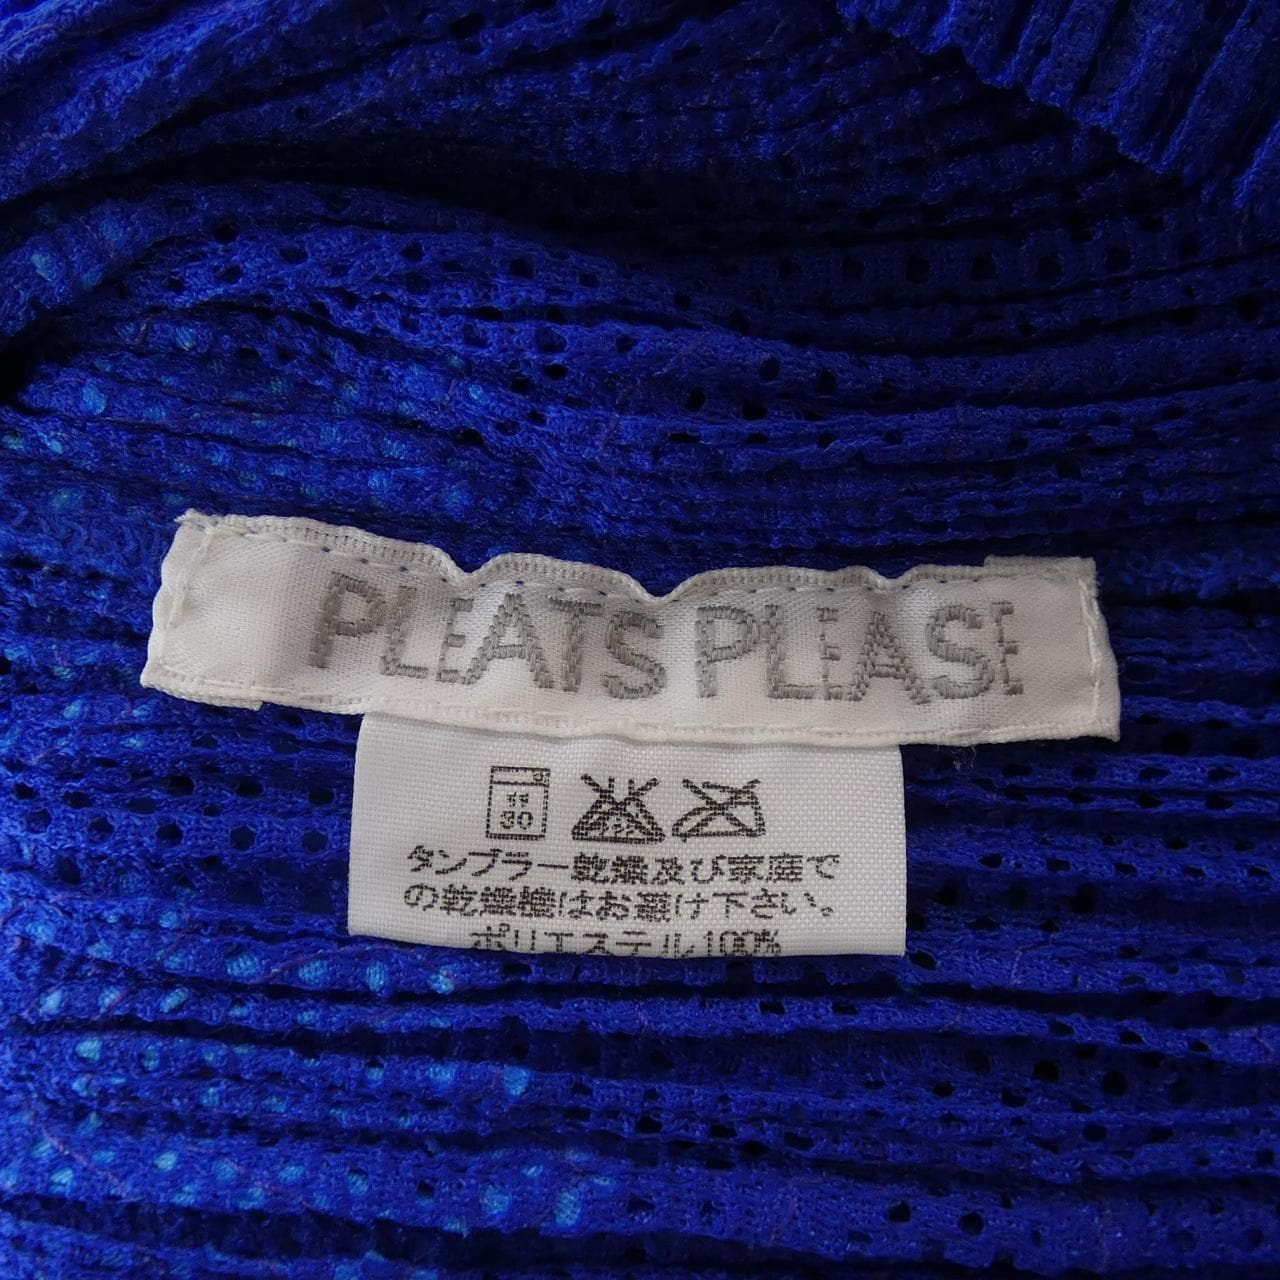 PLEATS PLEASE
30
タンブラー乾燥及び家庭で
の乾燥機はお避け下さい。
ポリエステル100%